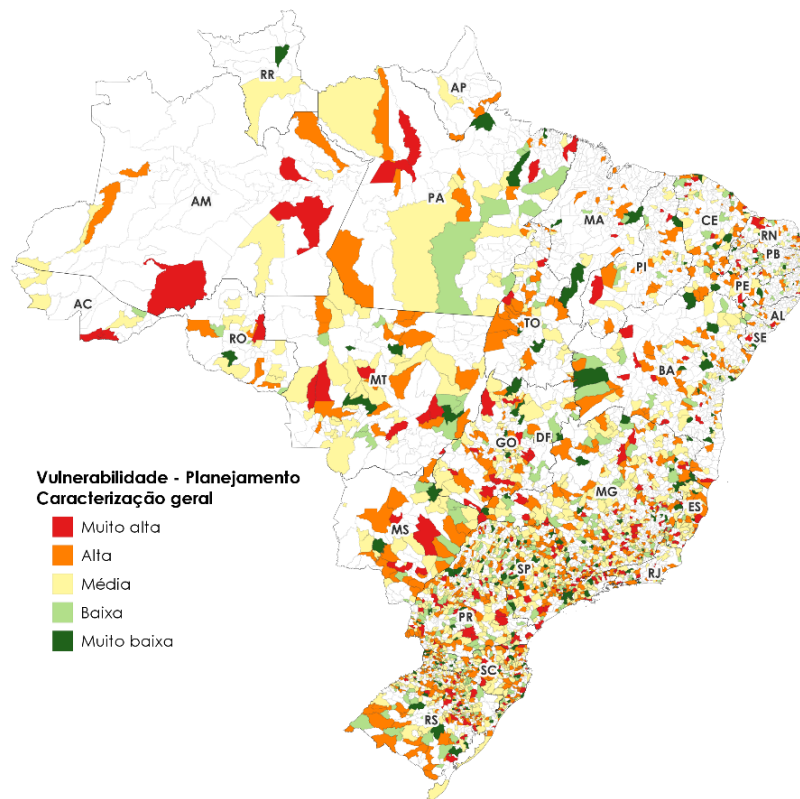 RR
AP
AM
PA
MA
CE
RN
PB
PI
PE
AL
SE
AC
RO
TO
BA
MT
GO
DF
MG
ES
MS
SP
RJ
PR
SC
RS
Vulnerabilidade - Planejamento
Caracterização geral
Muito alta
Alta
Média
Baixa
Muito baixa